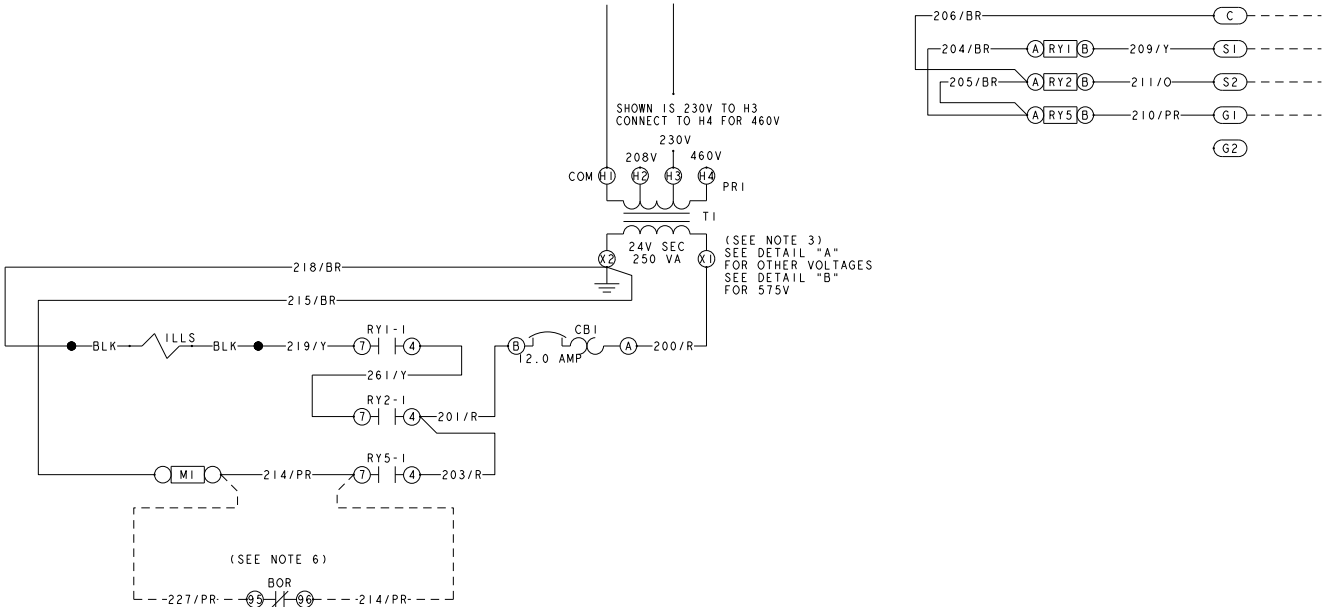 206/BR
C
204/BR
A RY1 B
209/Y
S1
205/BR
A RY2 B
211/O
S2
A RY5 B
210/PR
G1
G2
SHOWN IS 230V TO H3
CONNECT TO H4 FOR 460V
230V
208V
460V
COM H1 H2 H3 H4
PRI
T1
24V SEC
250 VA
X2
X1
(SEE NOTE 3)
SEE DETAIL "A"
FOR OTHER VOLTAGES
SEE DETAIL "B"
FOR 575V
218/BR
215/BR
BLK
1LLS
BLK
219/Y
RY1-1
7
4
B
CB1
12.0 AMP
A
200/R
261/Y
RY2-1
7
4
201/R
RY5-1
M1
214/PR
7
4
203/R
(SEE NOTE 6)
BOR
227/PR
95
96
214/PR